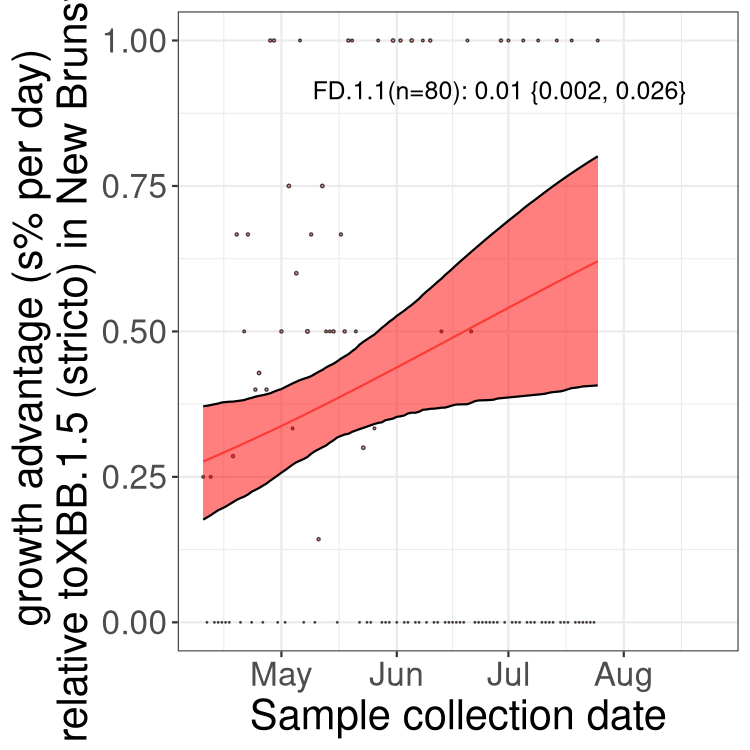 growth advantage (s% per day)
relative toXBB.1.5 (stricto) in New Bruns
1.00
0.75
0.50
0.25
0.00
FD.1.1(n=80): 0.01 {0.002, 0.026}
May Jun Jul Aug
Sample collection date